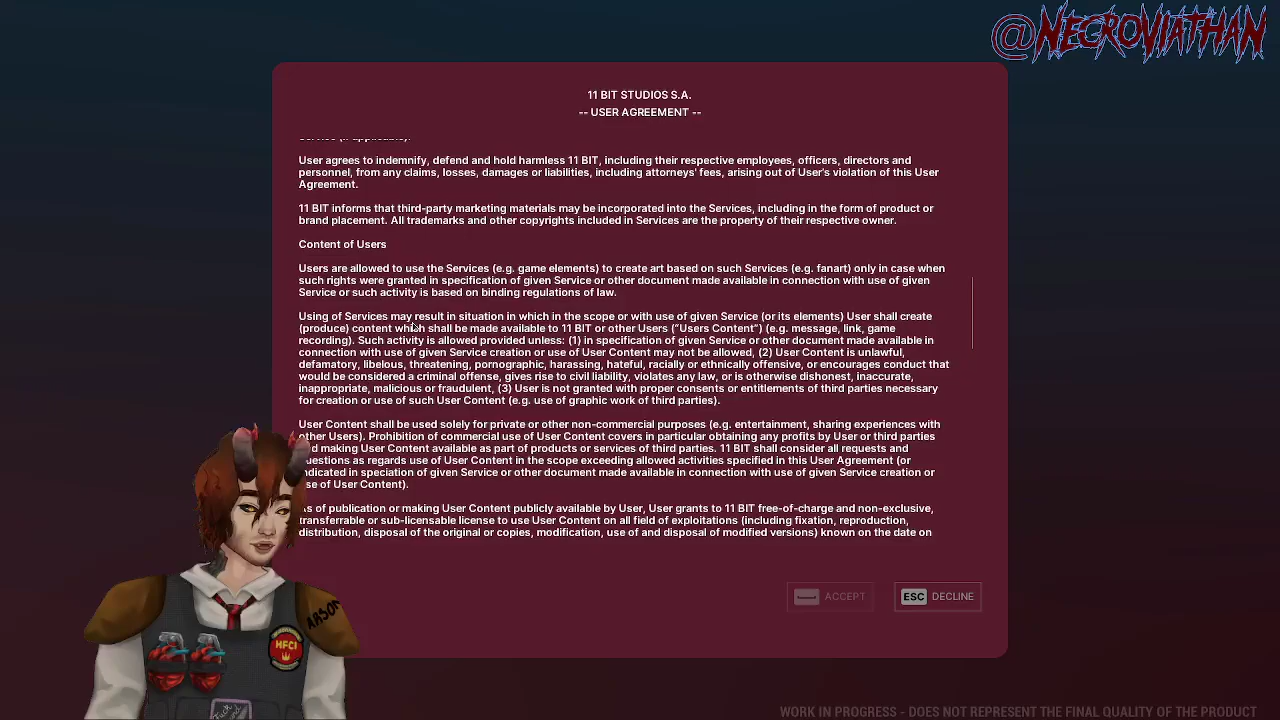 @NECROVIATHAN
11 BIT STUDIOS S.A.
-- USER AGREEMENT --
Service (if applicable).
User agrees to indemnify, defend and hold harmless 11 BIT, including their respective employees, officers, directors and
personnel, from any claims, losses, damages or liabilities, including attorneys' fees, arising out of User's violation of this User
Agreement.
11 BIT informs that third-party marketing materials may be incorporated into the Services, including in the form of product or
brand placement. All trademarks and other copyrights included in Services are the property of their respective owner.
Content of Users
Users are allowed to use the Services (e.g. game elements) to create art based on such Services (e.g. fanart) only in case when
such rights were granted in specification of given Service or other document made available in connection with use of given
Service or such activity is based on binding regulations of law.
Using of Services may result in situation in which in the scope or with use of given Service (or its elements) User shall create
(produce) content which shall be made available to 11 BIT or other Users (“Users Content”) (e.g. message, link, game
recording). Such activity is allowed provided unless: (1) in specification of given Service or other document made available in
connection with use of given Service creation or use of User Content may not be allowed, (2) User Content is unlawful,
defamatory, libelous, threatening, pornographic, harassing, hateful, racially or ethnically offensive, or encourages conduct that
would be considered a criminal offense, gives rise to civil liability, violates any law, or is otherwise dishonest, inaccurate,
inappropriate, malicious or fraudulent, (3) User is not granted with proper consents or entitlements of third parties necessary
for creation or use of such User Content (e.g. use of graphic work of third parties).
User Content shall be used solely for private or other non-commercial purposes (e.g. entertainment, sharing experiences with
other Users). Prohibition of commercial use of User Content covers in particular obtaining any profits by User or third parties
making User Content available as part of products or services of third parties. 11 BIT shall consider all requests and
questions as regards use of User Content in the scope exceeding allowed activities specified in this User Agreement (or
indicated in speciation of given Service or other document made available in connection with use of given Service creation or
use of User Content).
As of publication or making User Content publicly available by User, User grants to 11 BIT free-of-charge and non-exclusive,
transferrable or sub-licensable license to use User Content on all field of exploitations (including fixation, reproduction,
distribution, disposal of the original or copies, modification, use of and disposal of modified versions) known on the date on
ACCEPT
ESC DECLINE
ARSON
HFCI
WORK IN PROGRESS - DOES NOT REPRESENT THE FINAL QUALITY OF THE PRODUCT